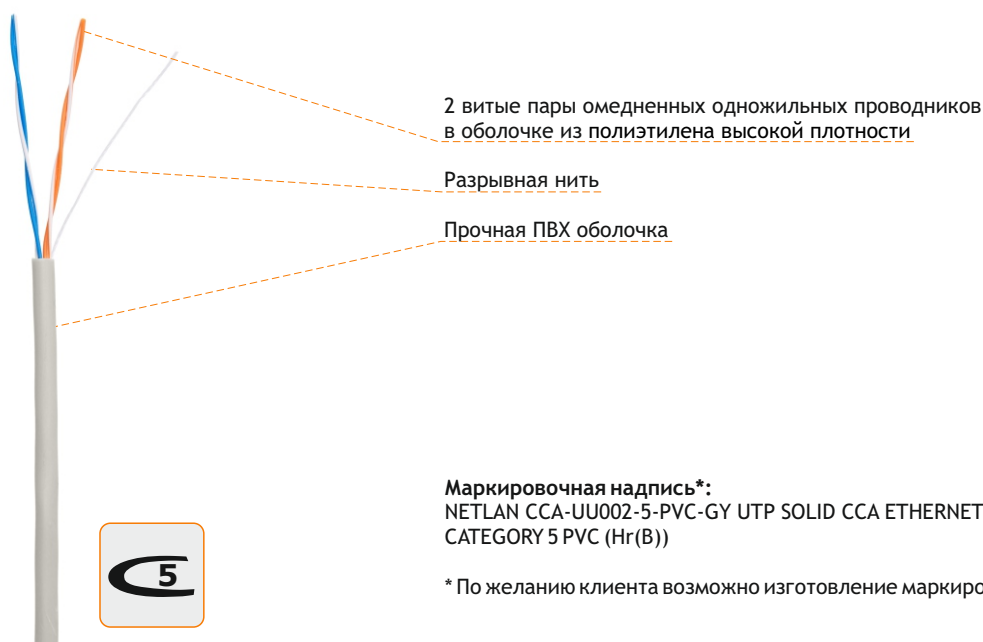 2 витые пары омедненных одножильных проводников
в оболочке из полиэтилена высокой плотности
Разрывная нить
Прочная ПВХ оболочка
Маркировочная надпись*:
NETLAN CCA-UU002-5-PVC-GY UTP SOLID CCA ETHERNET
CATEGORY 5 PVC (Нг(В))
* По желанию клиента возможно изготовление маркиро
5